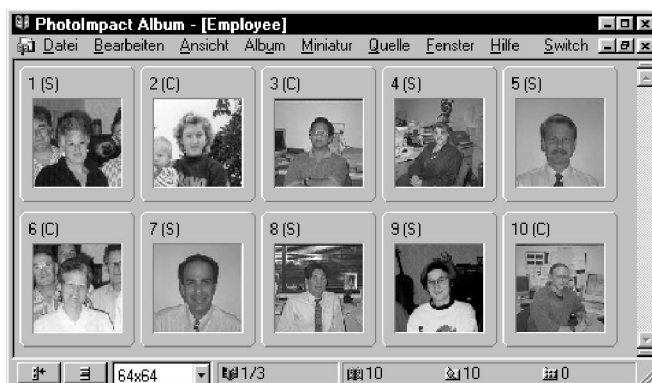 PhotoImpact Album - [Employee]
Datei Bearbeiten Ansicht Album Miniatur Quelle Fenster Hilfe Switch
1 (S) 2 (C) 3 (C) 4 (S) 5 (S)
6 (C) 7 (S) 8 (S) 9 (S) 10 (C)
64x64 1/3 10 10 0